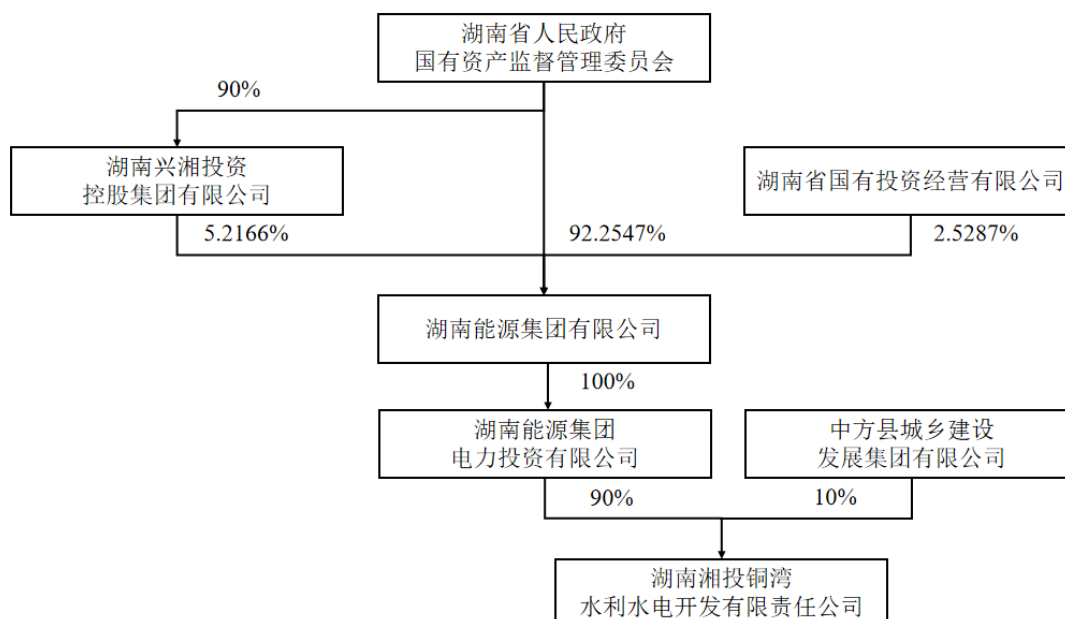 湖南省人民政府
国有资产监督管理委员会
90%
湖南兴湘投资
控股集团有限公司
湖南省国有投资经营有限公司
5.2166%
92.2547%
2.5287%
湖南能源集团有限公司
100%
湖南能源集团
电力投资有限公司
中方县城乡建设
发展集团有限公司
90%
10%
湖南湘投铜湾
水利水电开发有限责任公司